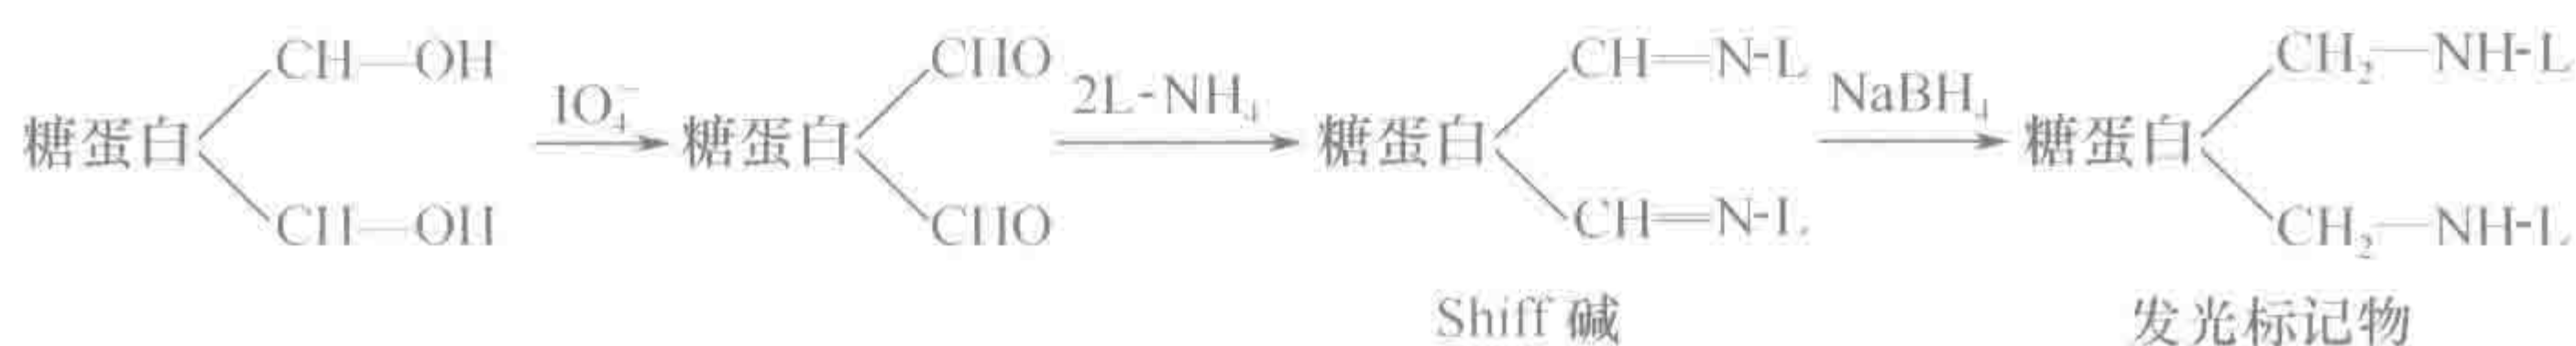 CH—OH CHO CH=N-L CH₂—NH-L
糖蛋白 IO₄⁻ 糖蛋白 2L-NH₄ 糖蛋白 NaBH₄ 糖蛋白
CH—OH CHO CH=N-L CH₂—NH-L
Shiff 碱 发光标记物